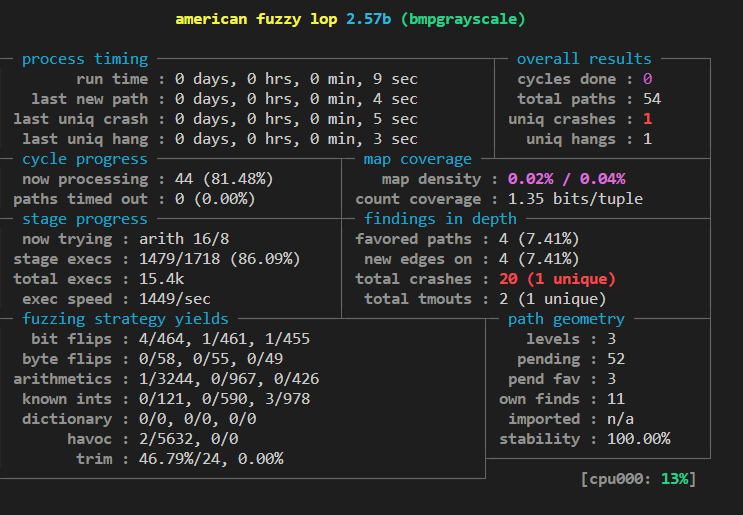 american fuzzy lop 2.57b (bmpgrayscale)
process timing overall results
run time : 0 days, 0 hrs, 0 min, 9 sec cycles done : 0
last new path : 0 days, 0 hrs, 0 min, 4 sec total paths : 54
last uniq crash : 0 days, 0 hrs, 0 min, 5 sec uniq crashes : 1
last uniq hang : 0 days, 0 hrs, 0 min, 3 sec uniq hangs : 1
cycle progress map coverage
now processing : 44 (81.48%) map density : 0.02% / 0.04%
paths timed out : 0 (0.00%) count coverage : 1.35 bits/tuple
stage progress findings in depth
now trying : arith 16/8 favored paths : 4 (7.41%)
stage execs : 1479/1718 (86.09%) new edges on : 4 (7.41%)
total execs : 15.4k total crashes : 20 (1 unique)
exec speed : 1449/sec total tmouts : 2 (1 unique)
fuzzing strategy yields path geometry
bit flips : 4/464, 1/461, 1/455 levels : 3
byte flips : 0/58, 0/55, 0/49 pending : 52
arithmetics : 1/3244, 0/967, 0/426 pend fav : 3
known ints : 0/121, 0/590, 3/978 own finds : 11
dictionary : 0/0, 0/0, 0/0 imported : n/a
havoc : 2/5632, 0/0 stability : 100.00%
trim : 46.79%/24, 0.00%
[cpu000: 13%]